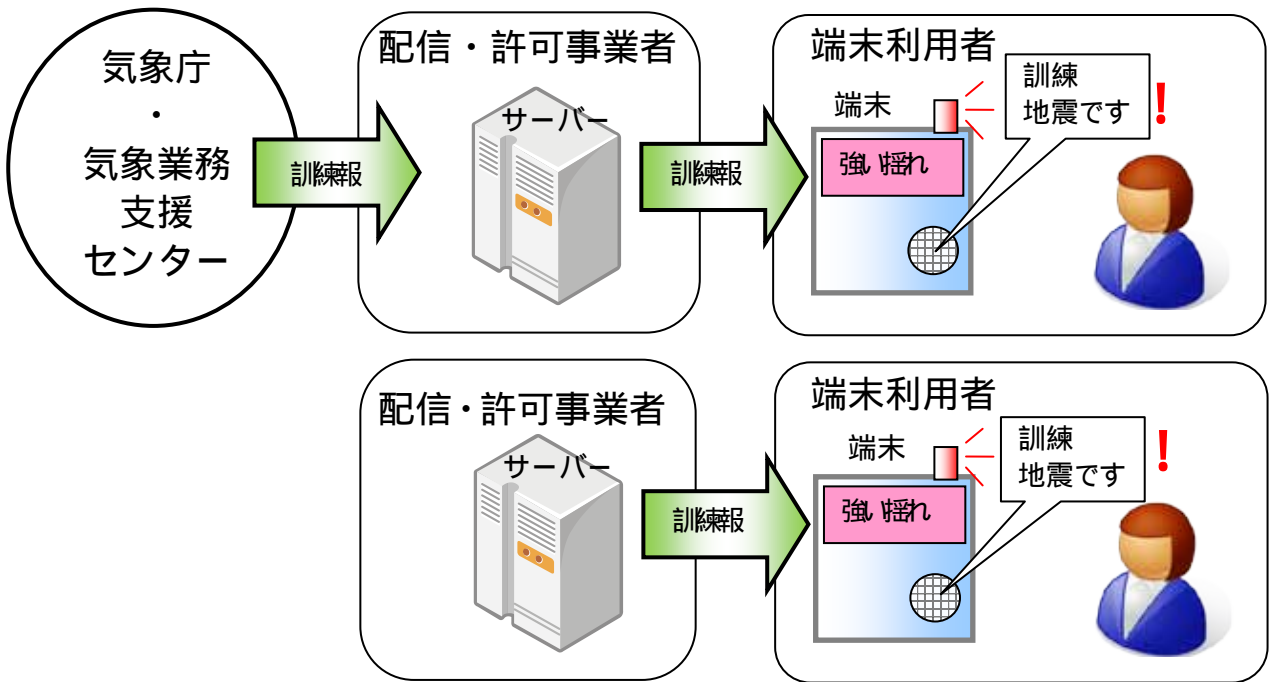 気象庁
・
気象業務
支援
センター
訓練報
配信・許可事業者
サーバー
訓練報
端末利用者
端末
強い揺れ
訓練
地震です
!
配信・許可事業者
サーバー
訓練報
端末利用者
端末
強い揺れ
訓練
地震です
!